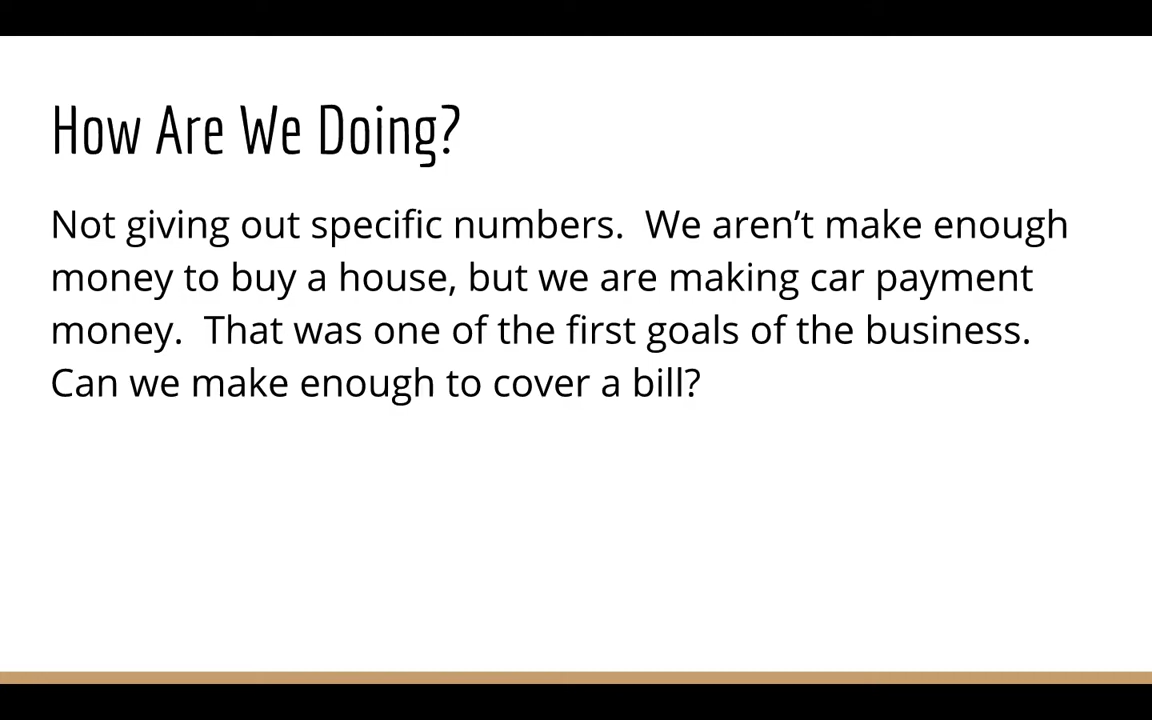 How Are We Doing?
Not giving out specific numbers.  We aren’t make enough
money to buy a house, but we are making car payment
money.  That was one of the first goals of the business.
Can we make enough to cover a bill?